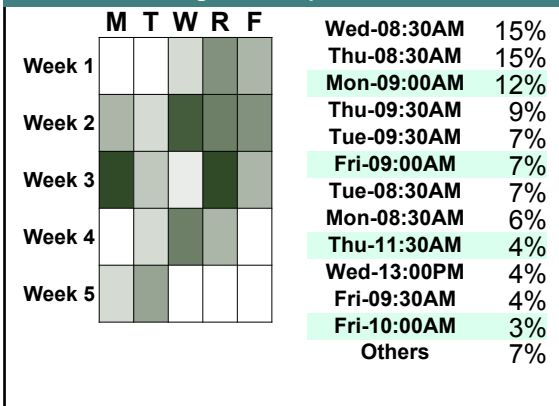 M T W R F
Week 1
Week 2
Week 3
Week 4
Week 5
Wed-08:30AM 15%
Thu-08:30AM 15%
Mon-09:00AM 12%
Thu-09:30AM 9%
Tue-09:30AM 7%
Fri-09:00AM 7%
Tue-08:30AM 7%
Mon-08:30AM 6%
Thu-11:30AM 4%
Wed-13:00PM 4%
Fri-09:30AM 4%
Fri-10:00AM 3%
Others 7%